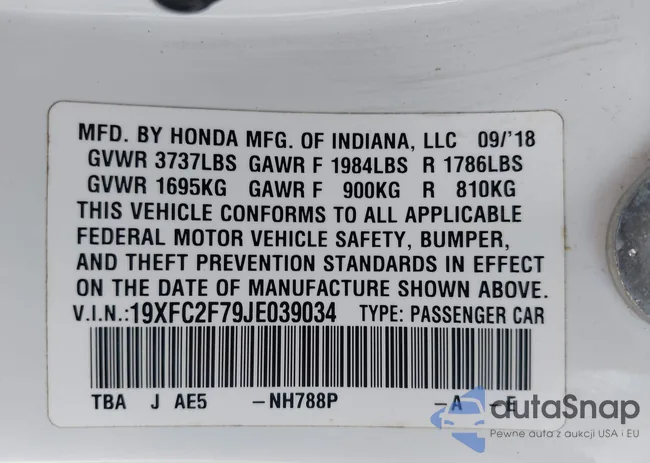 MFD. BY HONDA MFG. OF INDIANA, LLC 09/'18
GVWR 3737LBS GAWR F 1984LBS R 1786LBS
GVWR 1695KG GAWR F 900KG R 810KG
THIS VEHICLE CONFORMS TO ALL APPLICABLE
FEDERAL MOTOR VEHICLE SAFETY, BUMPER,
AND THEFT PREVENTION STANDARDS IN EFFECT
ON THE DATE OF MANUFACTURE SHOWN ABOVE.
V.I.N.:19XFC2F79JE039034 TYPE: PASSENGER CAR
TBA J AE5 -NH788P -A -E
autaSnap
Pewne auta z aukcji USA i EU